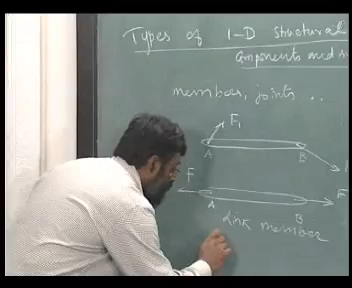 Types of 1-D Structural
Components and
members, joints ..
F1
A
B
F
F
A
B
Link member